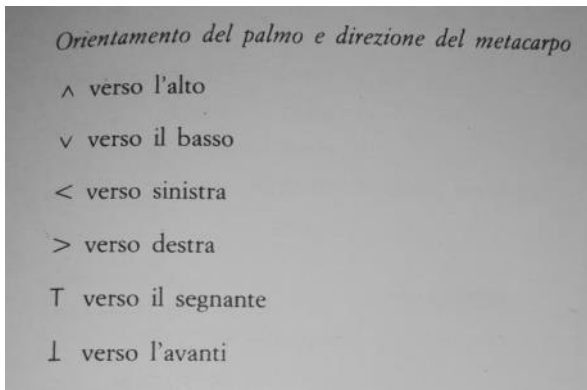 Orientamento del palmo e direzione del metacarpo
∧ verso l'alto
∨ verso il basso
< verso sinistra
> verso destra
⊤ verso il segnante
⊥ verso l'avanti